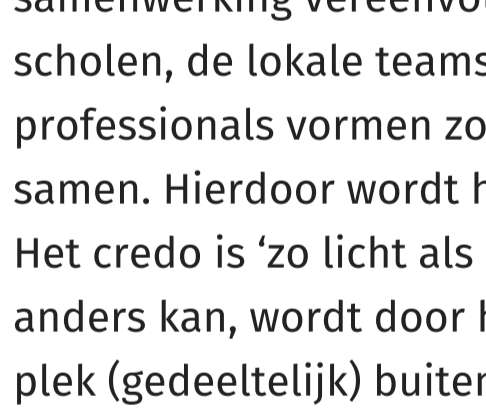 samenwerking
scholen, de lokale teams
professionals vormen zo
samen. Hierdoor wordt
Het credo is ‘zo licht als
anders kan, wordt door
plek (gedeeltelijk)